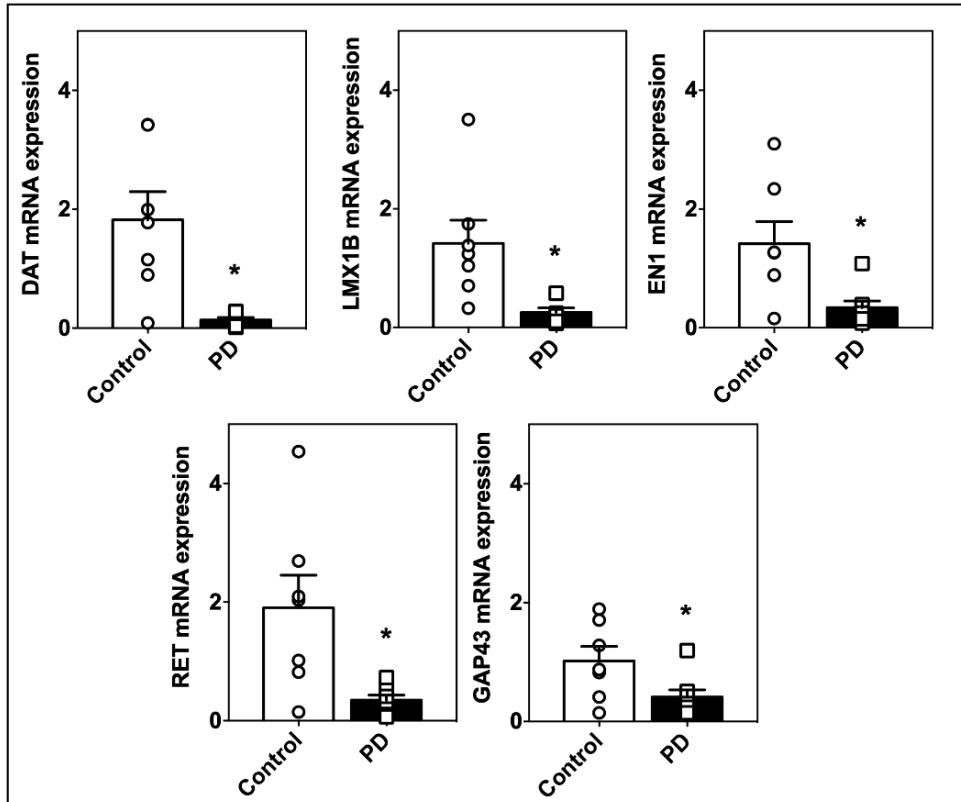 DAT mRNA expression
4
2
0
*
Control
PD
LMX1B mRNA expression
4
2
0
*
Control
PD
EN1 mRNA expression
4
2
0
*
Control
PD
RET mRNA expression
4
2
0
*
Control
PD
GAP43 mRNA expression
4
2
0
*
Control
PD